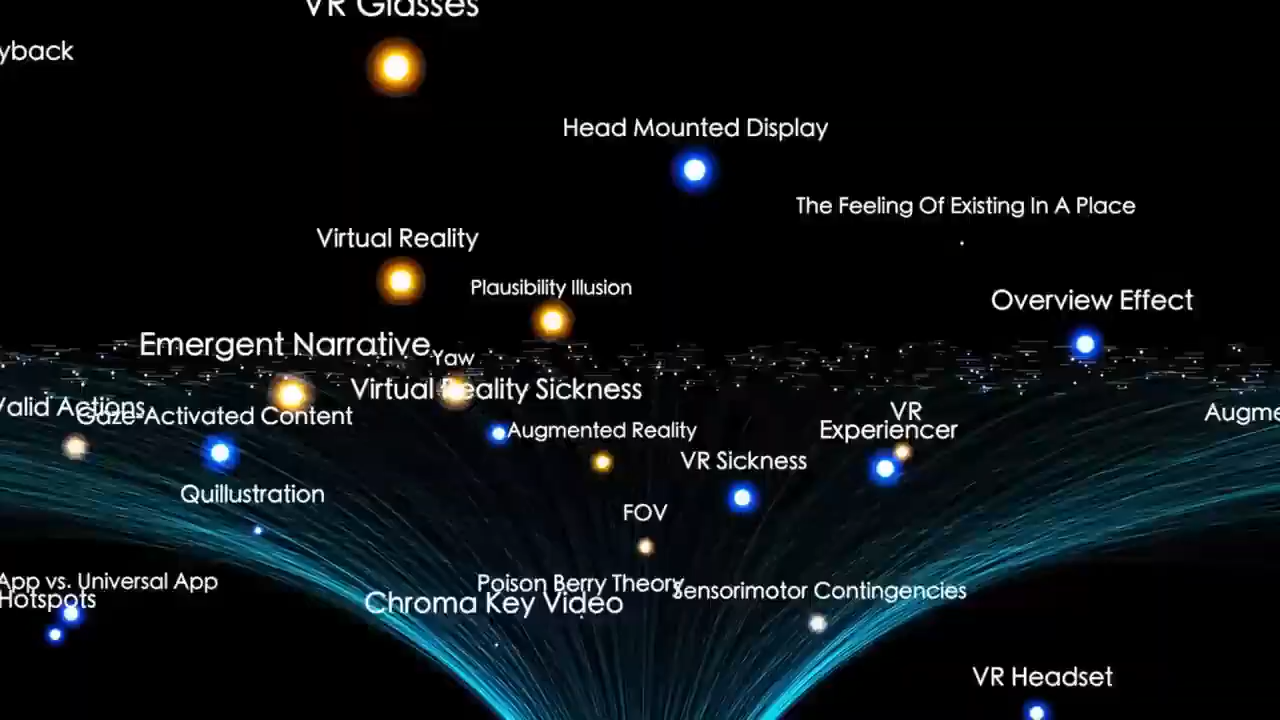 VR Glasses
yback
Head Mounted Display
The Feeling Of Existing In A Place
Virtual Reality
Plausibility Illusion
Overview Effect
Emergent Narrative
Yaw
Virtual Reality Sickness
Valid Actions
Gaze-Activated Content
VR
Experiencer
Augme
Augmented Reality
VR Sickness
Quillustration
FOV
App vs. Universal App
Hotspots
Poison Berry Theory
Chroma Key Video
Sensorimotor Contingencies
VR Headset